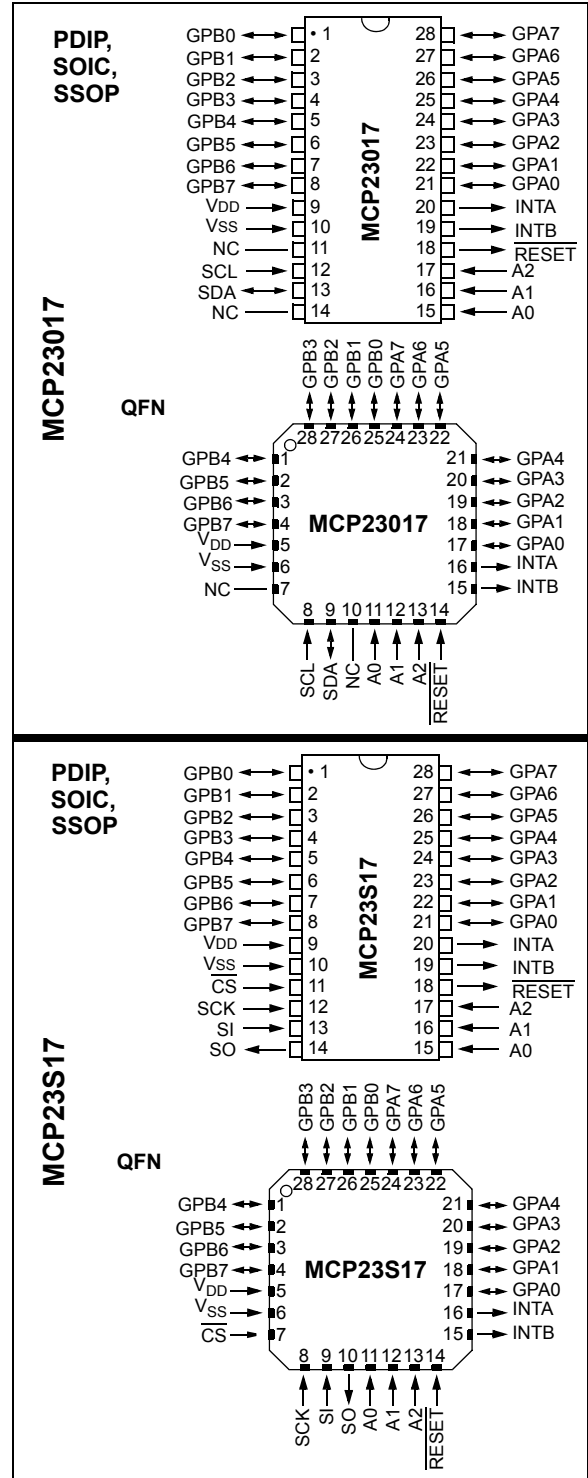 PDIP,
SOIC,
SSOP
MCP23017
GPB0 1 28 GPA7
GPB1 2 27 GPA6
GPB2 3 26 GPA5
GPB3 4 25 GPA4
GPB4 5 24 GPA3
GPB5 6 23 GPA2
GPB6 7 22 GPA1
GPB7 8 21 GPA0
VDD 9 20 INTA
VSS 10 19 INTB
NC 11 18 RESET
SCL 12 17 A2
SDA 13 16 A1
NC 14 15 A0
MCP23017
QFN
GPB3 GPB2 GPB1 GPB0 GPA7 GPA6 GPA5
28 27 26 25 24 23 22
GPB4 1 21 GPA4
GPB5 2 20 GPA3
GPB6 3 19 GPA2
GPB7 4 18 GPA1
VDD 5 17 GPA0
VSS 6 16 INTA
NC 7 15 INTB
MCP23017
8 9 10 11 12 13 14
SCL SDA NC A0 A1 A2 RESET
PDIP,
SOIC,
SSOP
MCP23S17
GPB0 1 28 GPA7
GPB1 2 27 GPA6
GPB2 3 26 GPA5
GPB3 4 25 GPA4
GPB4 5 24 GPA3
GPB5 6 23 GPA2
GPB6 7 22 GPA1
GPB7 8 21 GPA0
VDD 9 20 INTA
VSS 10 19 INTB
CS 11 18 RESET
SCK 12 17 A2
SI 13 16 A1
SO 14 15 A0
MCP23S17
QFN
GPB3 GPB2 GPB1 GPB0 GPA7 GPA6 GPA5
28 27 26 25 24 23 22
GPB4 1 21 GPA4
GPB5 2 20 GPA3
GPB6 3 19 GPA2
GPB7 4 18 GPA1
VDD 5 17 GPA0
VSS 6 16 INTA
CS 7 15 INTB
MCP23S17
8 9 10 11 12 13 14
SCK SI SO A0 A1 A2 RESET